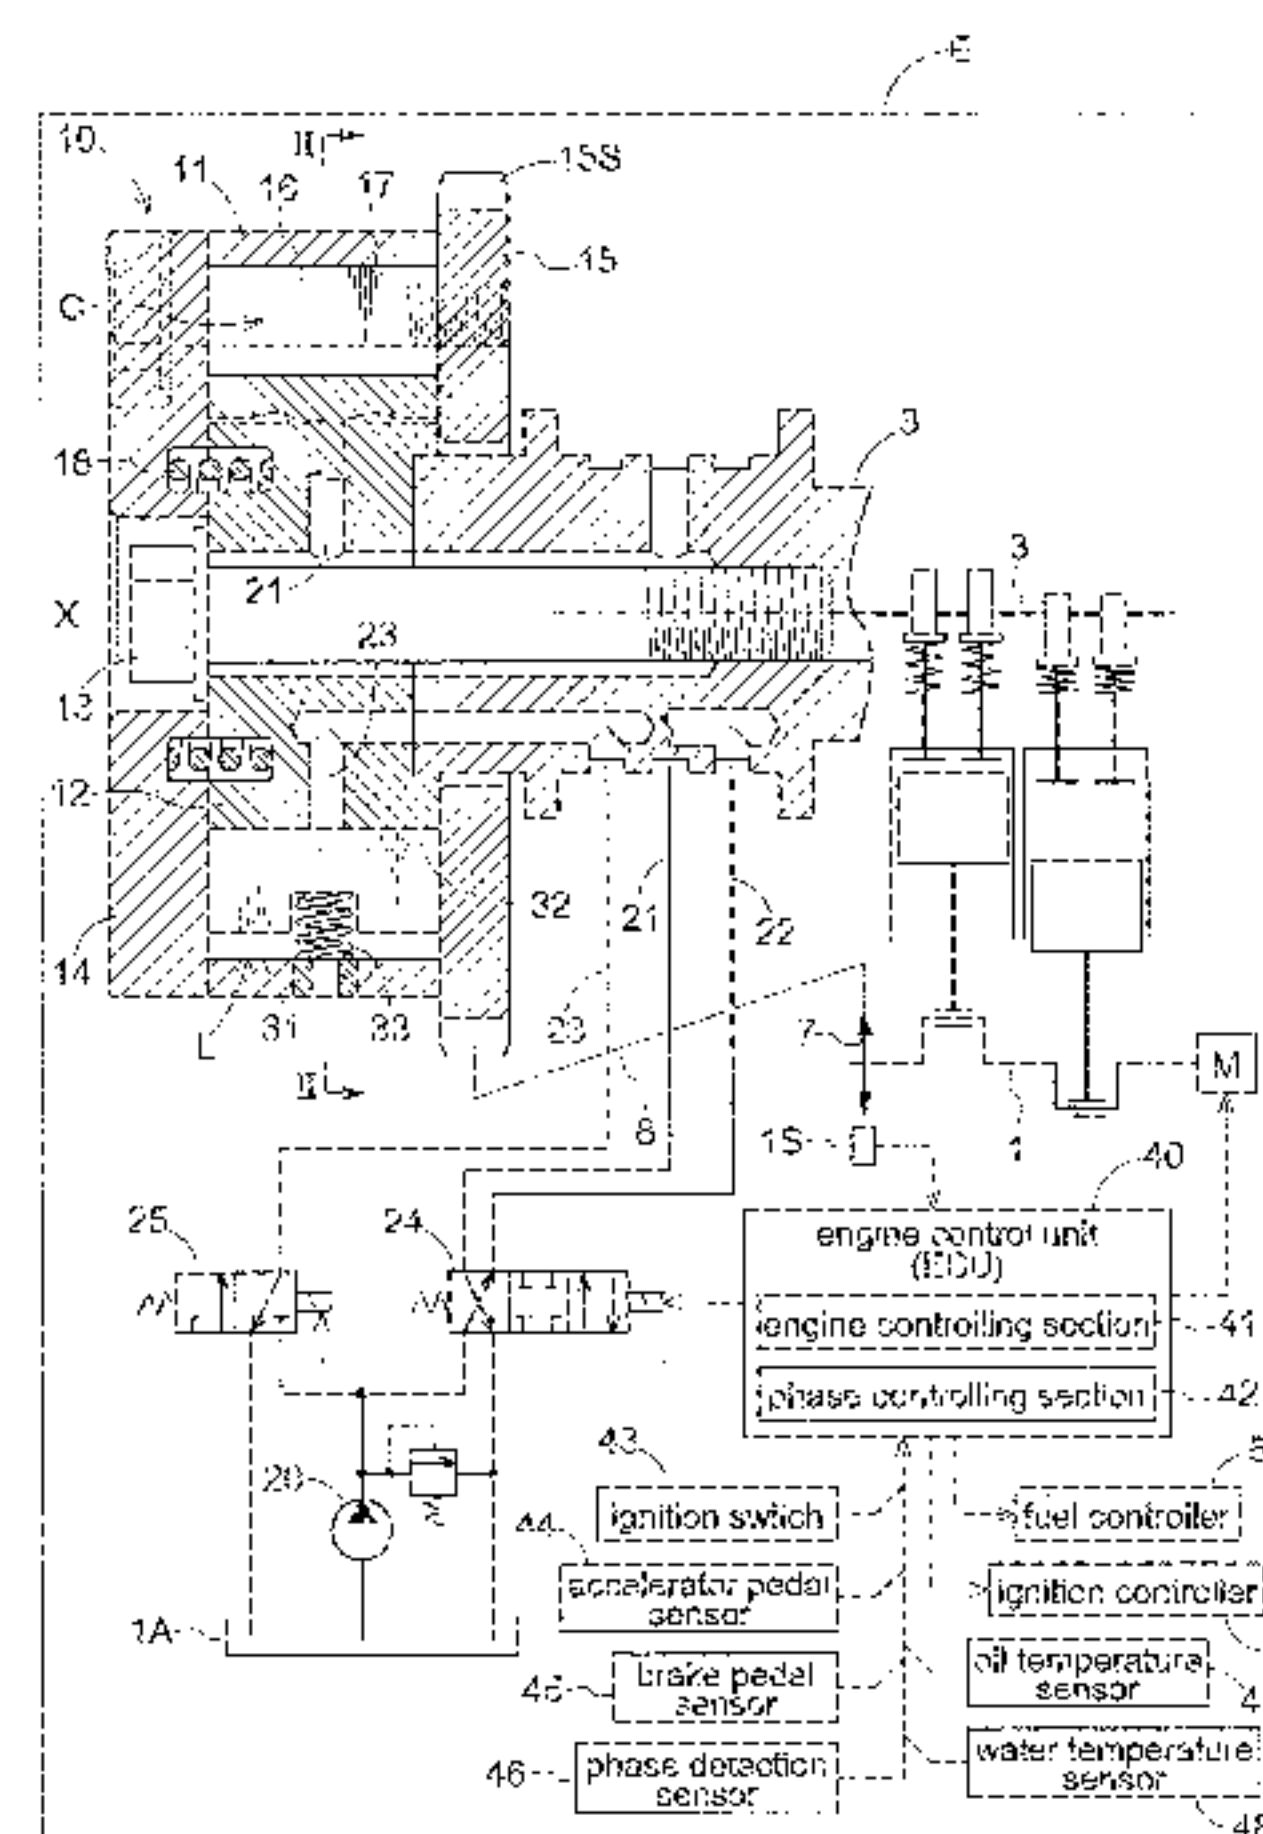 E
10
II
15S
11
16
17
15
C
18
3
21
X
23
3
13
12
32
21
22
14
L
31
33
23
7
M
8
1S
1
40
25
24
engine control unit
(ECU)
engine controlling section
41
phase controlling section
42
43
20
ignition switch
fuel controller
44
accelerator pedal
sensor
ignition controller
1A
oil temperature
sensor
45
brake pedal
sensor
46
phase detection
sensor
water temperature
sensor
48